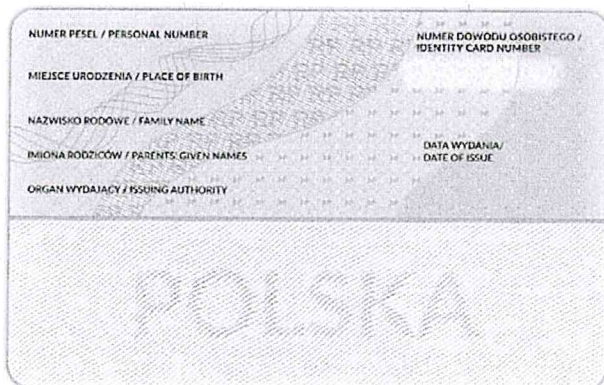 NUMER PESEL / PERSONAL NUMBER
NUMER DOWODU OSOBISTEGO /
IDENTITY CARD NUMBER
MIEJSCE URODZENIA / PLACE OF BIRTH
NAZWISKO RODOWE / FAMILY NAME
IMIONA RODZICÓW / PARENTS' GIVEN NAMES
DATA WYDANIA/
DATE OF ISSUE
ORGAN WYDAJĄCY / ISSUING AUTHORITY
POLSKA